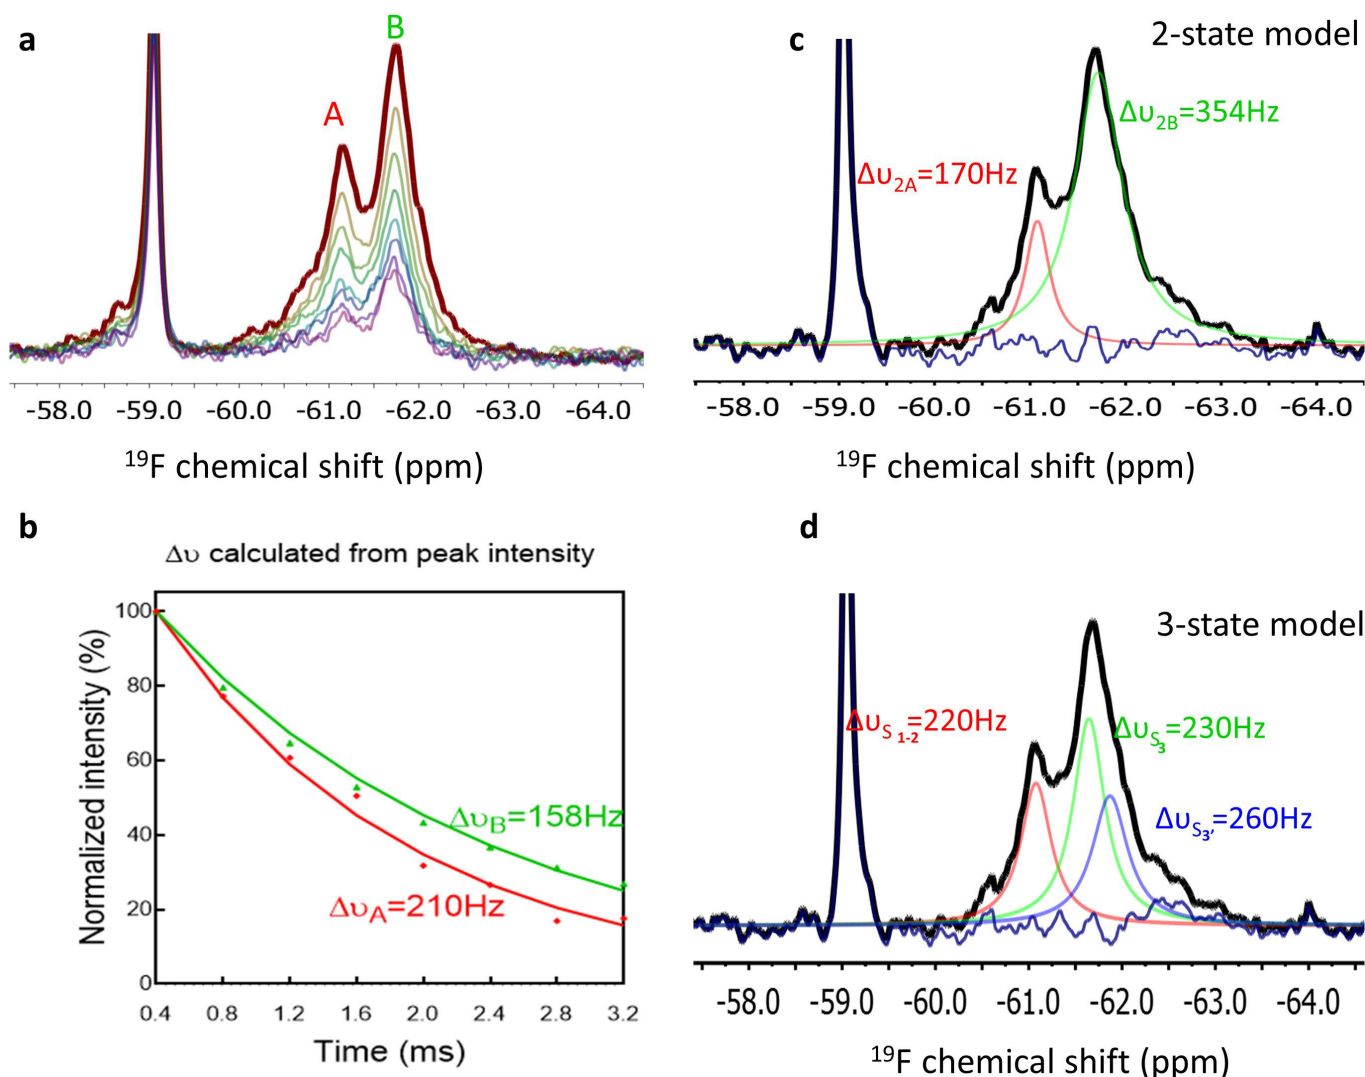 a
A
B
-58.0 -59.0 -60.0 -61.0 -62.0 -63.0 -64.0
¹⁹F chemical shift (ppm)
c
2-state model
Δυ₂A=170Hz
Δυ₂B=354Hz
-58.0 -59.0 -60.0 -61.0 -62.0 -63.0 -64.0
¹⁹F chemical shift (ppm)
b
Δυ calculated from peak intensity
Normalized intensity (%)
100
80
60
40
20
0
ΔυB=158Hz
ΔυA=210Hz
0.4 0.8 1.2 1.6 2.0 2.4 2.8 3.2
Time (ms)
d
3-state model
ΔυS 1-2=220Hz
ΔυS3=230Hz
ΔυS3'=260Hz
-58.0 -59.0 -60.0 -61.0 -62.0 -63.0 -64.0
¹⁹F chemical shift (ppm)